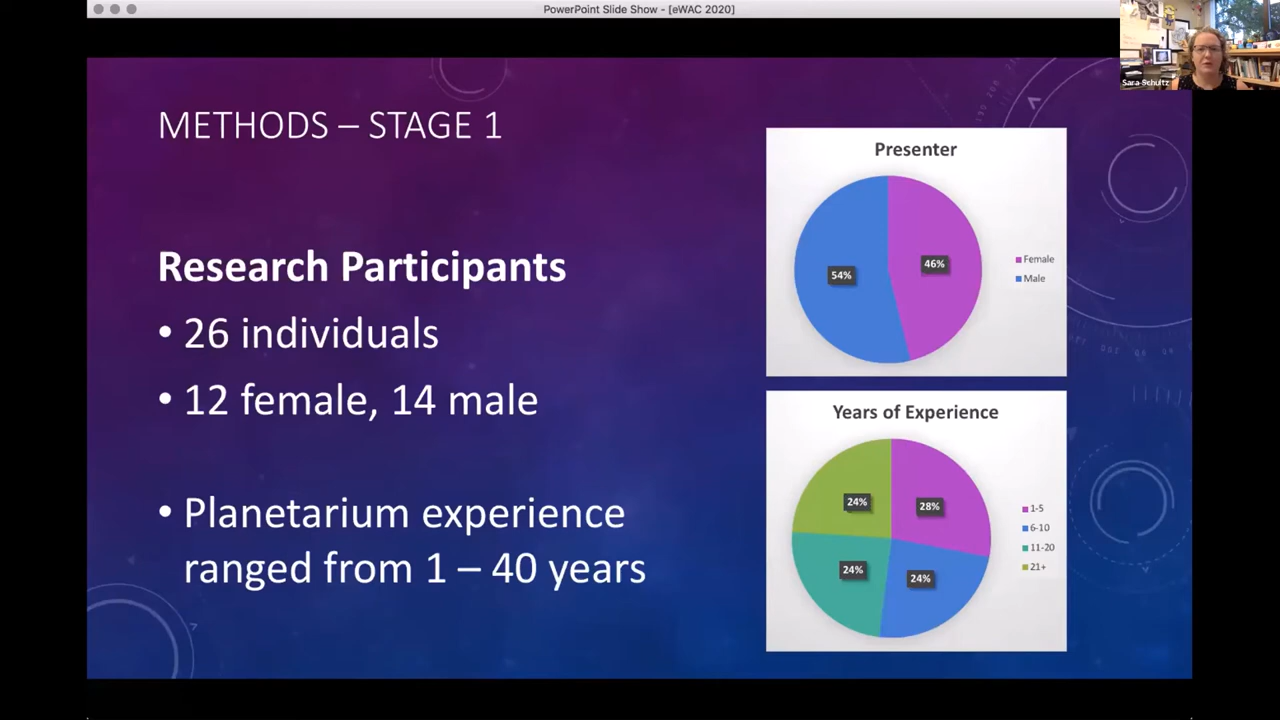 PowerPoint Slide Show - [eWAC 2020]
Sara Schultz
METHODS – STAGE 1
Research Participants
• 26 individuals
• 12 female, 14 male
• Planetarium experience
ranged from 1 – 40 years
Presenter
54%
46%
Female
Male
Years of Experience
24%
28%
24%
24%
1-5
6-10
11-20
21+